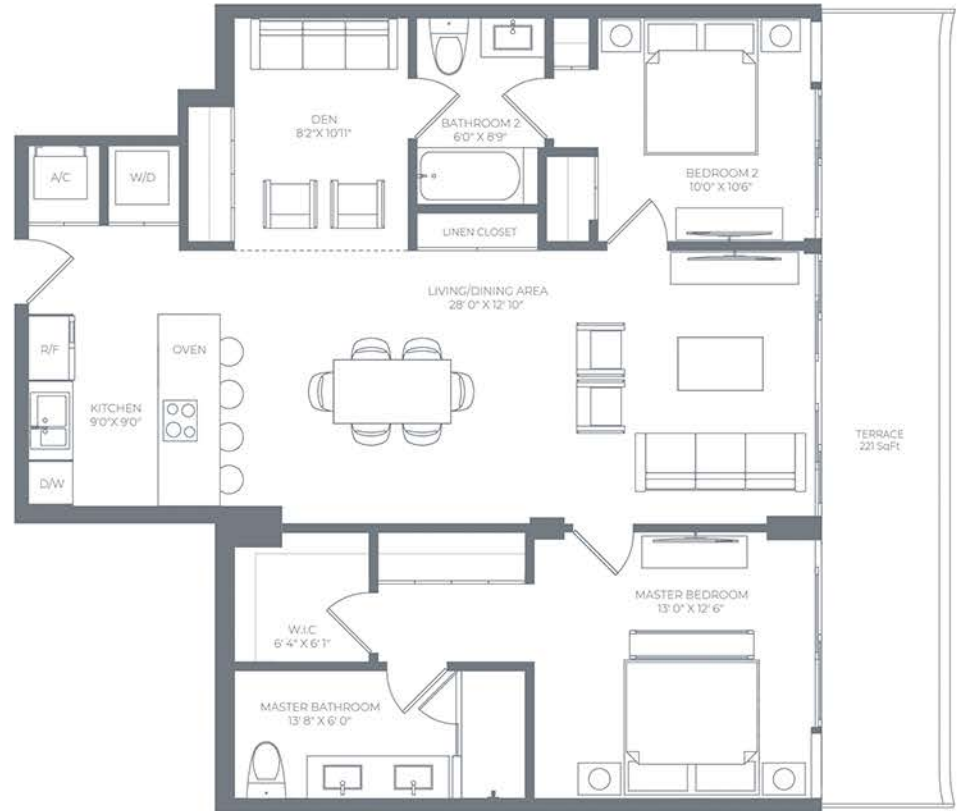 DEN
8'2"X 10'11"
BATHROOM 2
6'0" X 8'9"
A/C
W/D
BEDROOM 2
10'0" X 10'6"
LINEN CLOSET
LIVING/DINING AREA
28' 0" X 12' 10"
R/F
OVEN
KITCHEN
9'0"X 9'0"
TERRACE
221 SqFt
D/W
MASTER BEDROOM
13' 0" X 12' 6"
W.I.C
6' 4" X 6' 1"
MASTER BATHROOM
13' 8" X 6' 0"